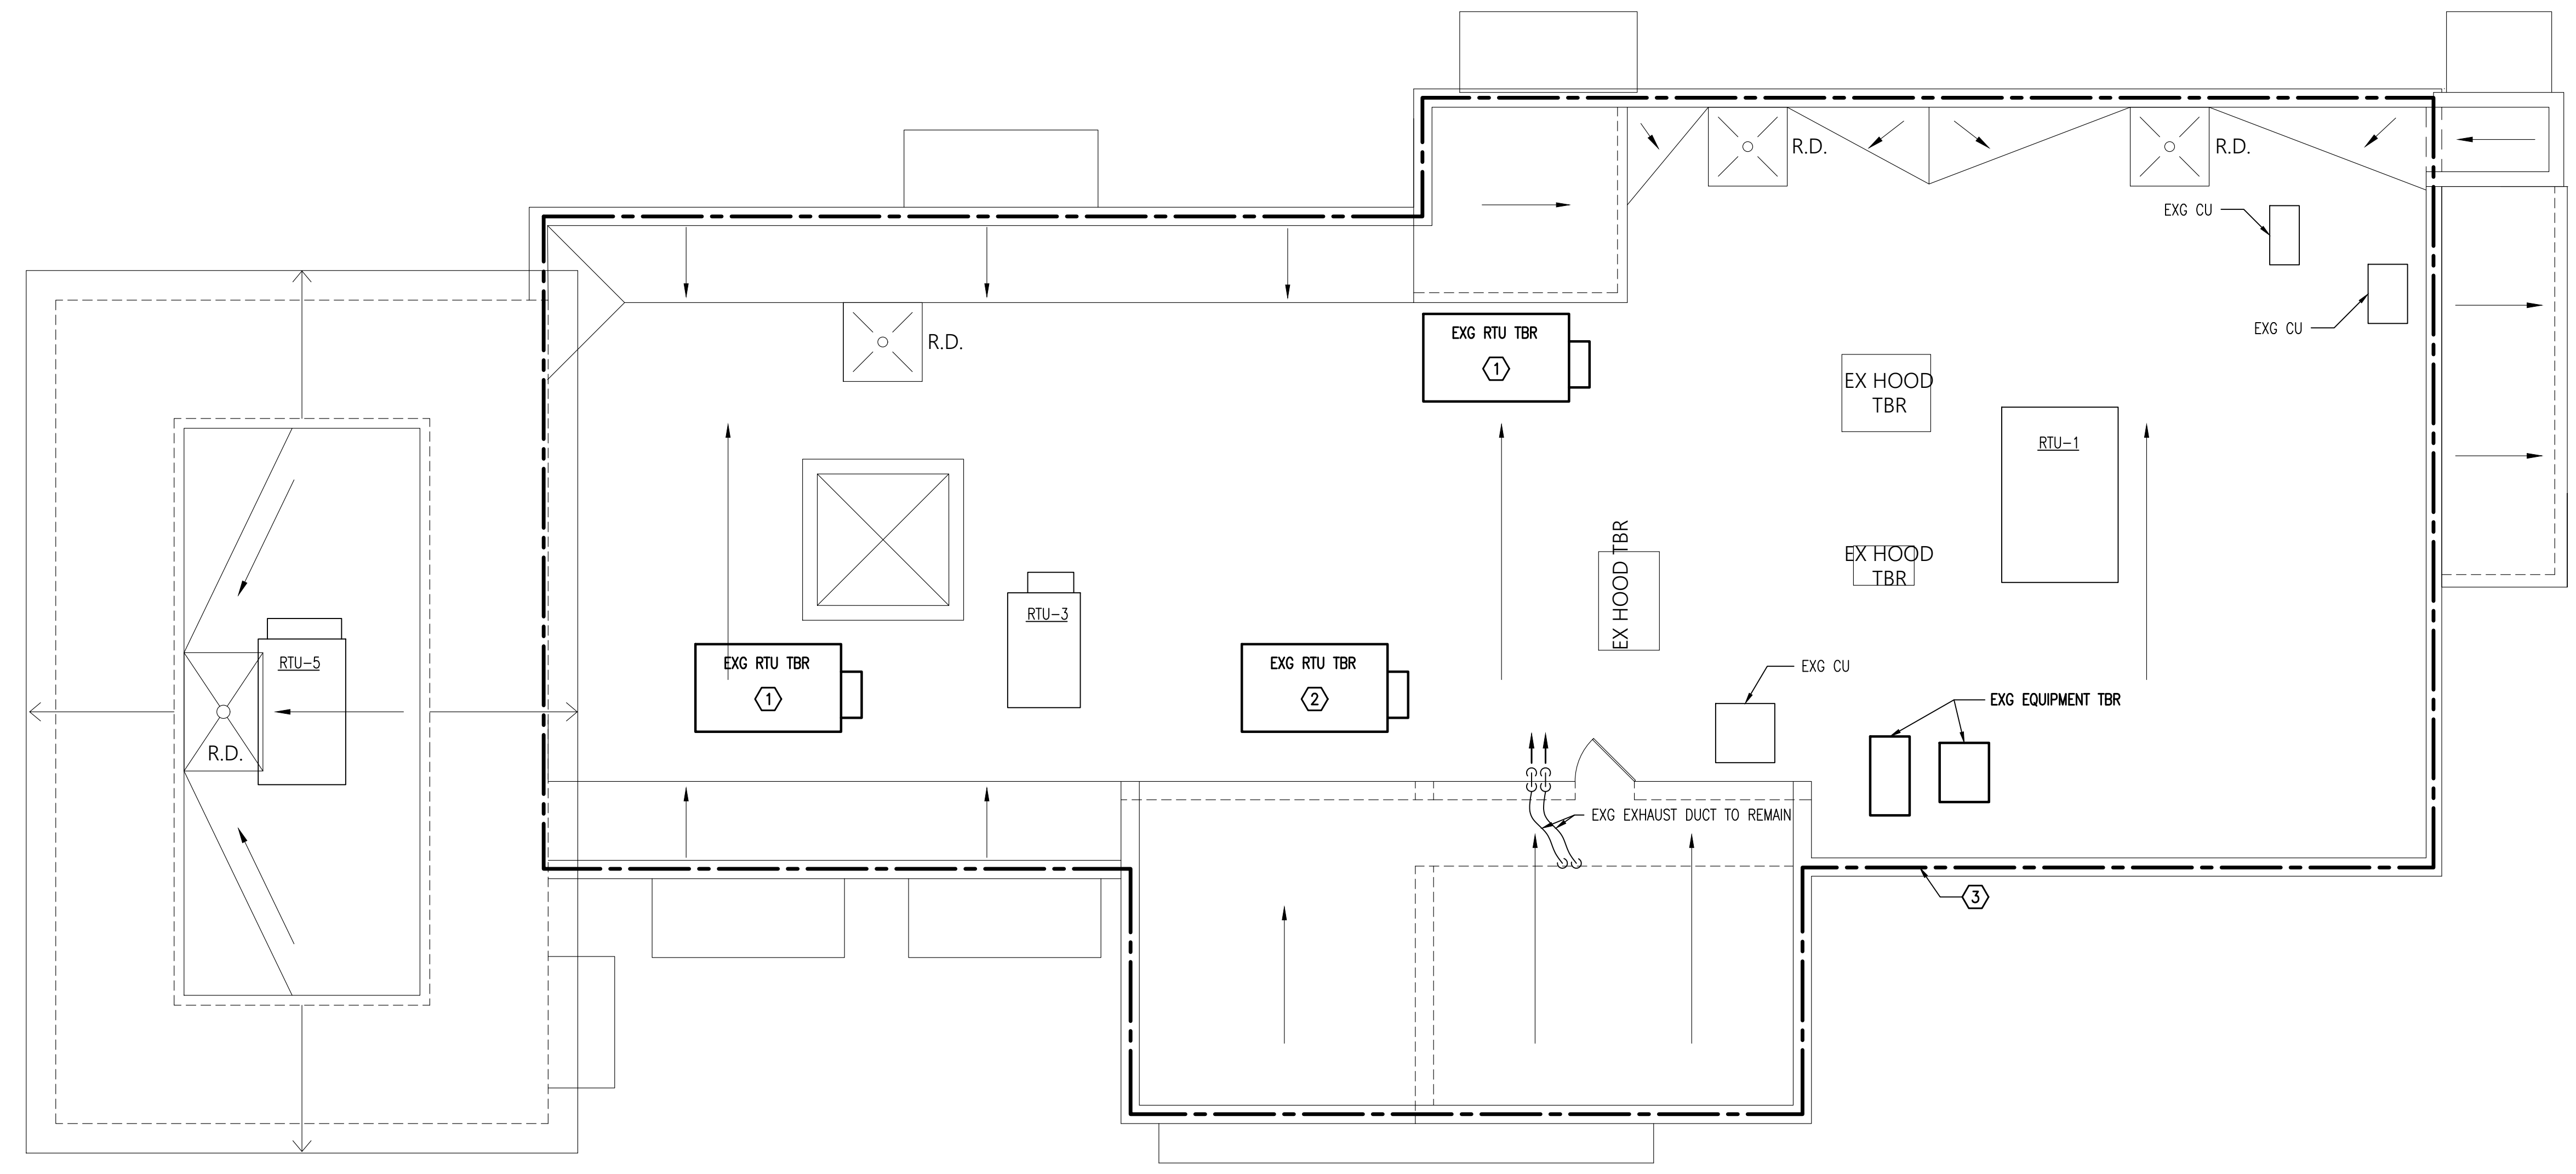 R.D.
R.D.
EXG CU
EXG CU
R.D.
EXG RTU TBR
1
EX HOOD
TBR
RTU-1
EX HOOD TBR
EX HOOD
TBR
RTU-3
RTU-5
R.D.
EXG RTU TBR
1
EXG RTU TBR
2
EXG CU
EXG EQUIPMENT TBR
EXG EXHAUST DUCT TO REMAIN
3